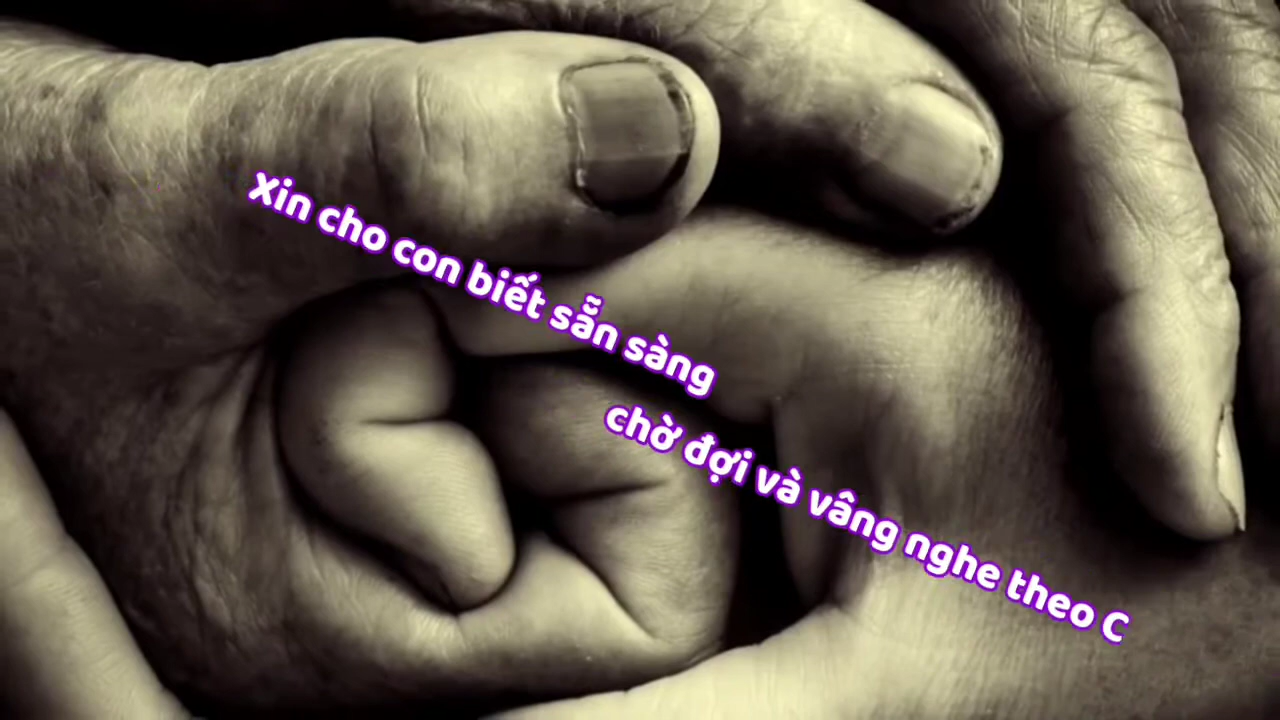 Xin cho con biết sẵn sàng
chờ đợi và vâng nghe theo C